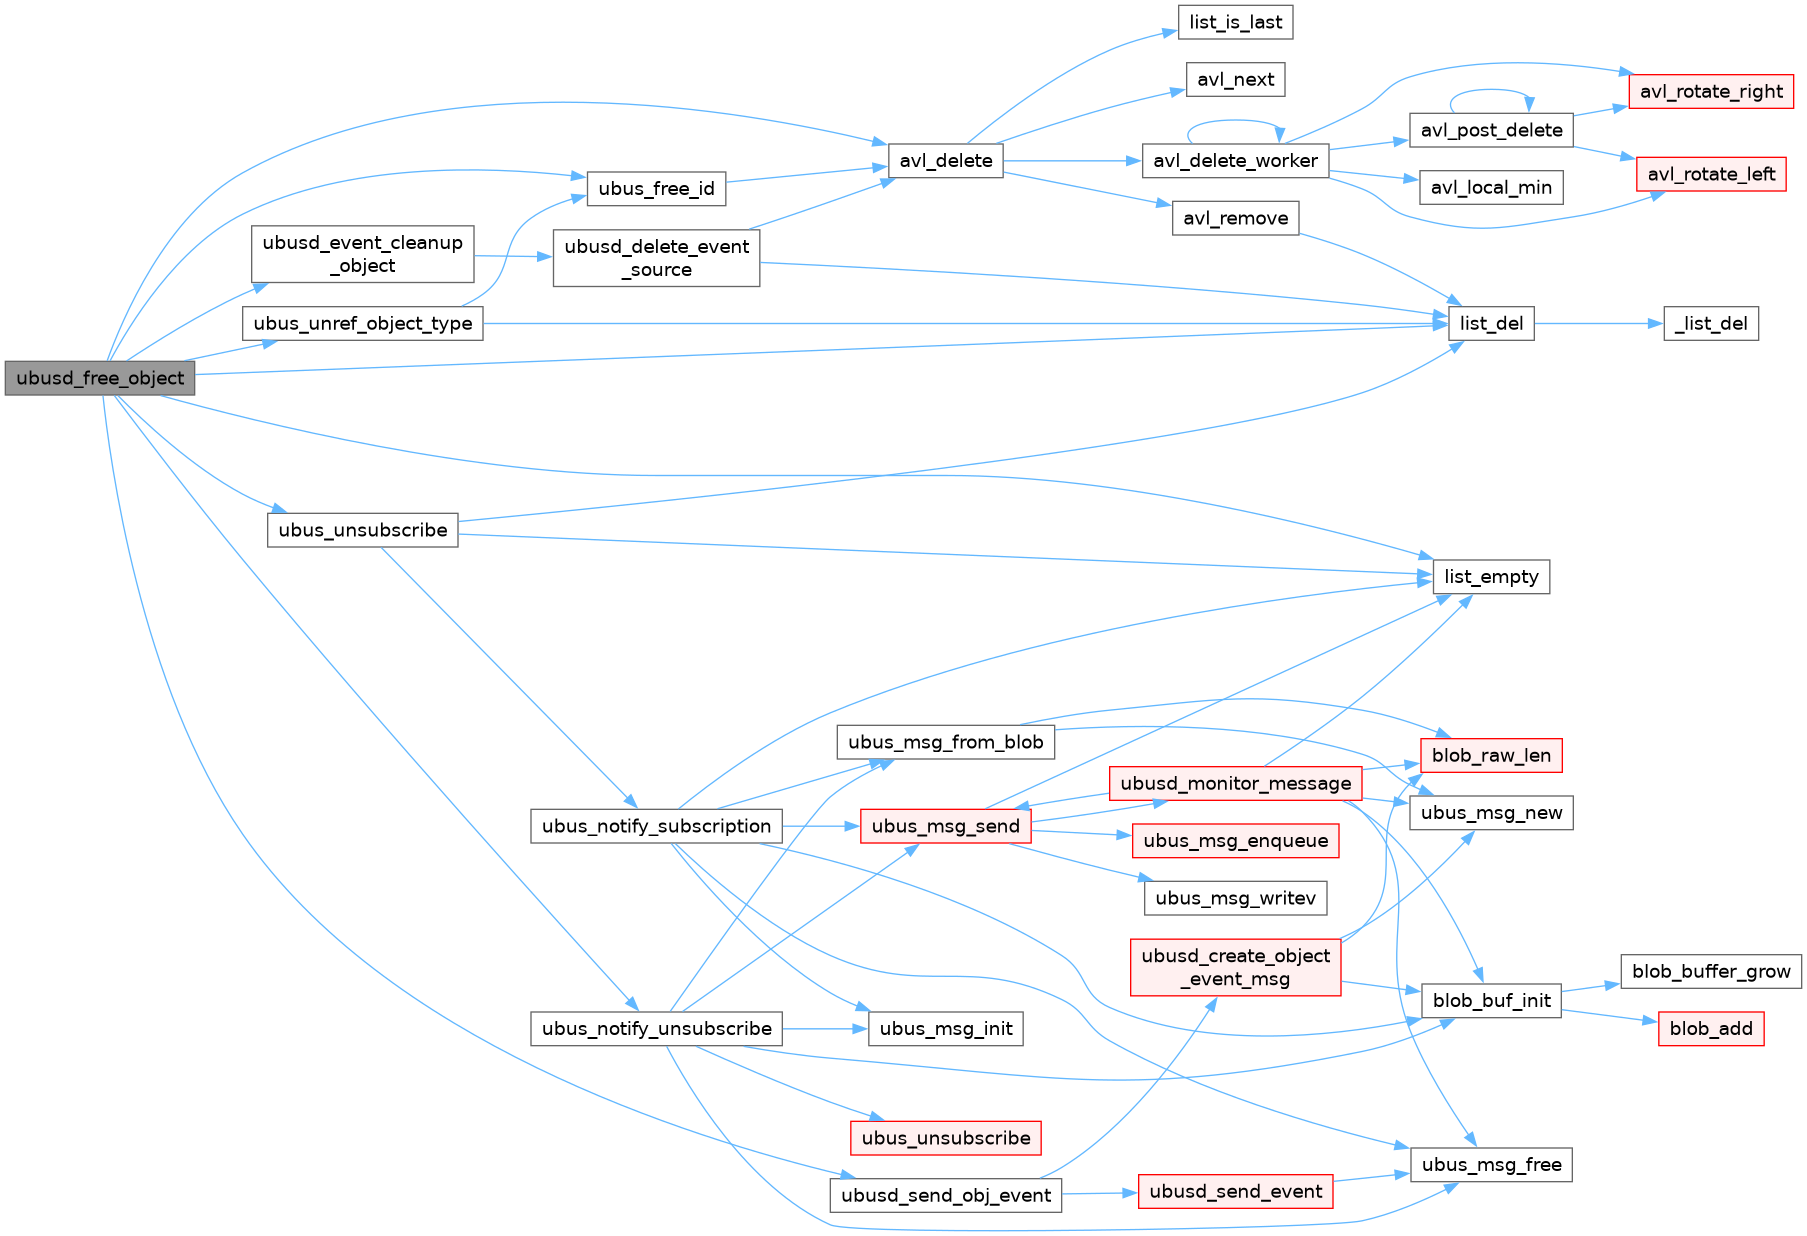 list_is_last
avl_next
avl_rotate_right
avl_post_delete
avl_delete
avl_delete_worker
avl_rotate_left
ubus_free_id
avl_local_min
avl_remove
ubusd_event_cleanup
_object
ubusd_delete_event
_source
ubus_unref_object_type
list_del
_list_del
ubusd_free_object
ubus_unsubscribe
list_empty
ubus_msg_from_blob
blob_raw_len
ubusd_monitor_message
ubus_msg_new
ubus_notify_subscription
ubus_msg_send
ubus_msg_enqueue
ubus_msg_writev
ubusd_create_object
_event_msg
blob_buffer_grow
blob_buf_init
ubus_notify_unsubscribe
ubus_msg_init
blob_add
ubus_unsubscribe
ubus_msg_free
ubusd_send_obj_event
ubusd_send_event